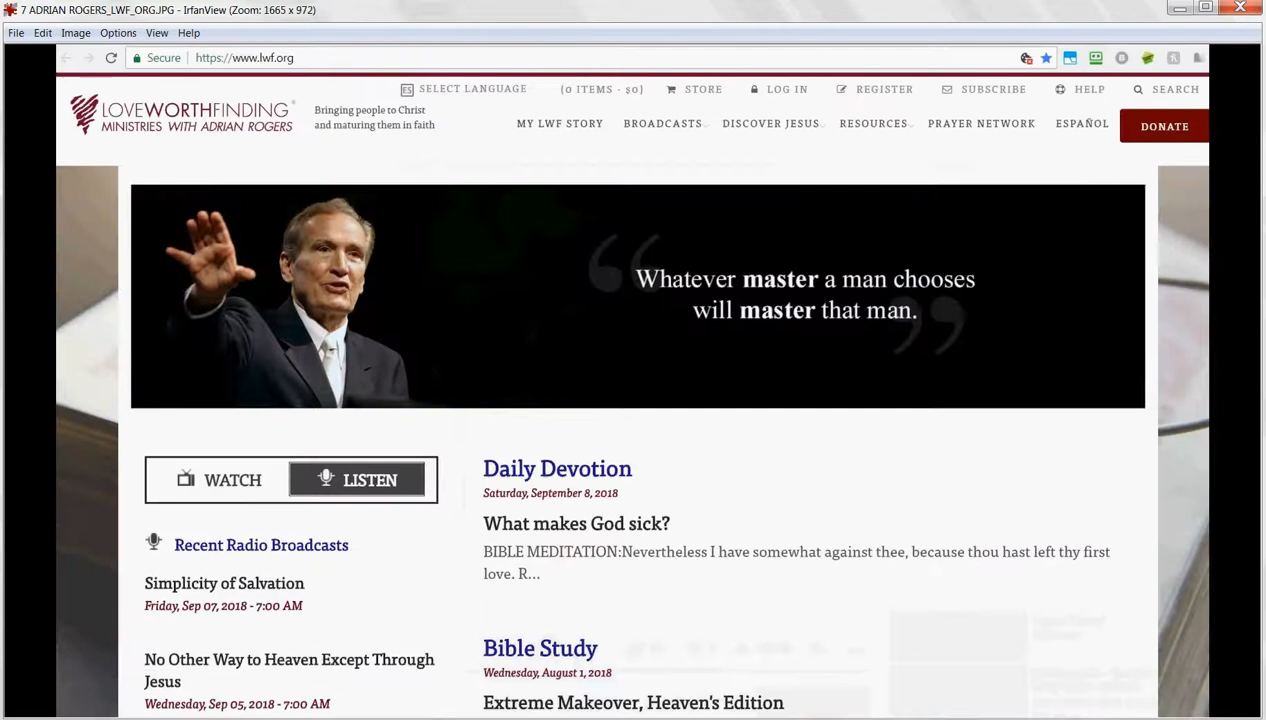 7 ADRIAN ROGERS_LWF_ORG.JPG - IrfanView (Zoom: 1665 x 972)
File Edit Image Options View Help
Secure https://www.lwf.org
ES SELECT LANGUAGE (0 ITEMS - $0) STORE LOG IN REGISTER SUBSCRIBE HELP SEARCH
LOVEWORTHFINDING®
MINISTRIES WITH ADRIAN ROGERS
Bringing people to Christ
and maturing them in faith
MY LWF STORY BROADCASTS DISCOVER JESUS RESOURCES PRAYER NETWORK ESPAÑOL DONATE
“Whatever master a man chooses
will master that man.”
WATCH LISTEN
Recent Radio Broadcasts
Simplicity of Salvation
Friday, Sep 07, 2018 - 7:00 AM
No Other Way to Heaven Except Through
Jesus
Wednesday, Sep 05, 2018 - 7:00 AM
Daily Devotion
Saturday, September 8, 2018
What makes God sick?
BIBLE MEDITATION:Nevertheless I have somewhat against thee, because thou hast left thy first
love. R...
Bible Study
Wednesday, August 1, 2018
Extreme Makeover, Heaven's Edition